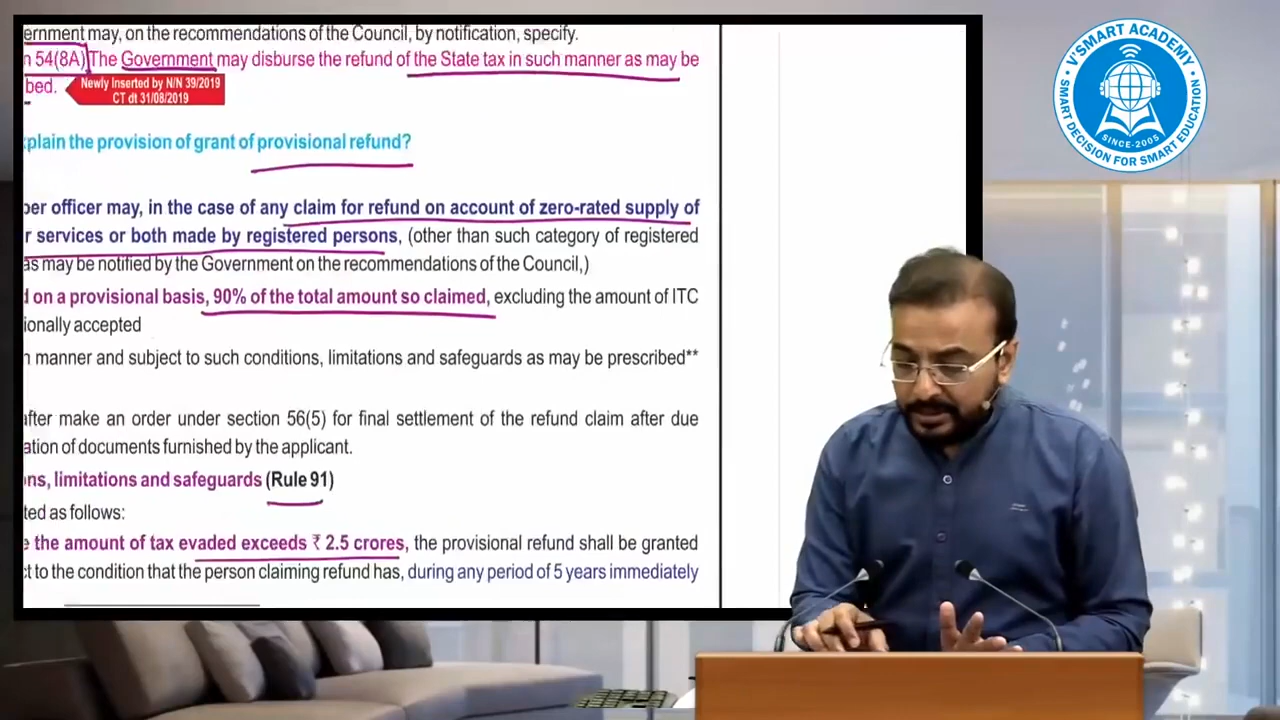 ernment may, on the recommendations of the Council, by notification, specify.
n 54(8A) The Government may disburse the refund of the State tax in such manner as may be
bed. Newly Inserted by N/N 39/2019
CT dt 31/08/2019
xplain the provision of grant of provisional refund?
per officer may, in the case of any claim for refund on account of zero-rated supply of
r services or both made by registered persons, (other than such category of registered
as may be notified by the Government on the recommendations of the Council,)
d on a provisional basis, 90% of the total amount so claimed, excluding the amount of ITC
ionally accepted
n manner and subject to such conditions, limitations and safeguards as may be prescribed**
after make an order under section 56(5) for final settlement of the refund claim after due
ation of documents furnished by the applicant.
ns, limitations and safeguards (Rule 91)
ted as follows:
e the amount of tax evaded exceeds ₹ 2.5 crores, the provisional refund shall be granted
ct to the condition that the person claiming refund has, during any period of 5 years immediately
V'SMART ACADEMY
SMART DECISION FOR SMART EDUCATION
SINCE-2005